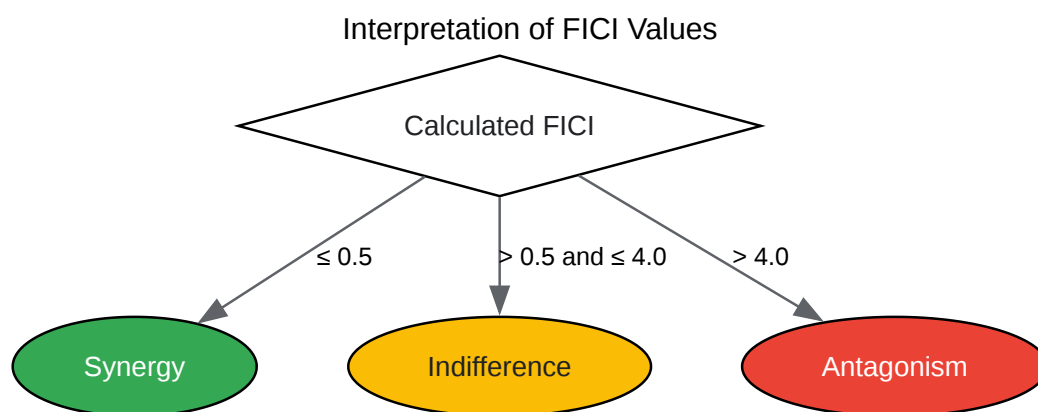 Interpretation of FICI Values
Calculated FICI
≤ 0.5
> 0.5 and ≤ 4.0
> 4.0
Synergy
Indifference
Antagonism